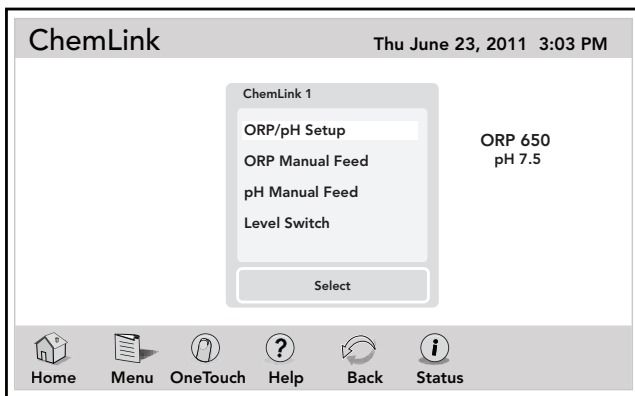 ChemLink
Thu June 23, 2011 3:03 PM
ChemLink 1
ORP/pH Setup
ORP Manual Feed
pH Manual Feed
Level Switch
Select
ORP 650
pH 7.5
Home Menu OneTouch Help Back Status